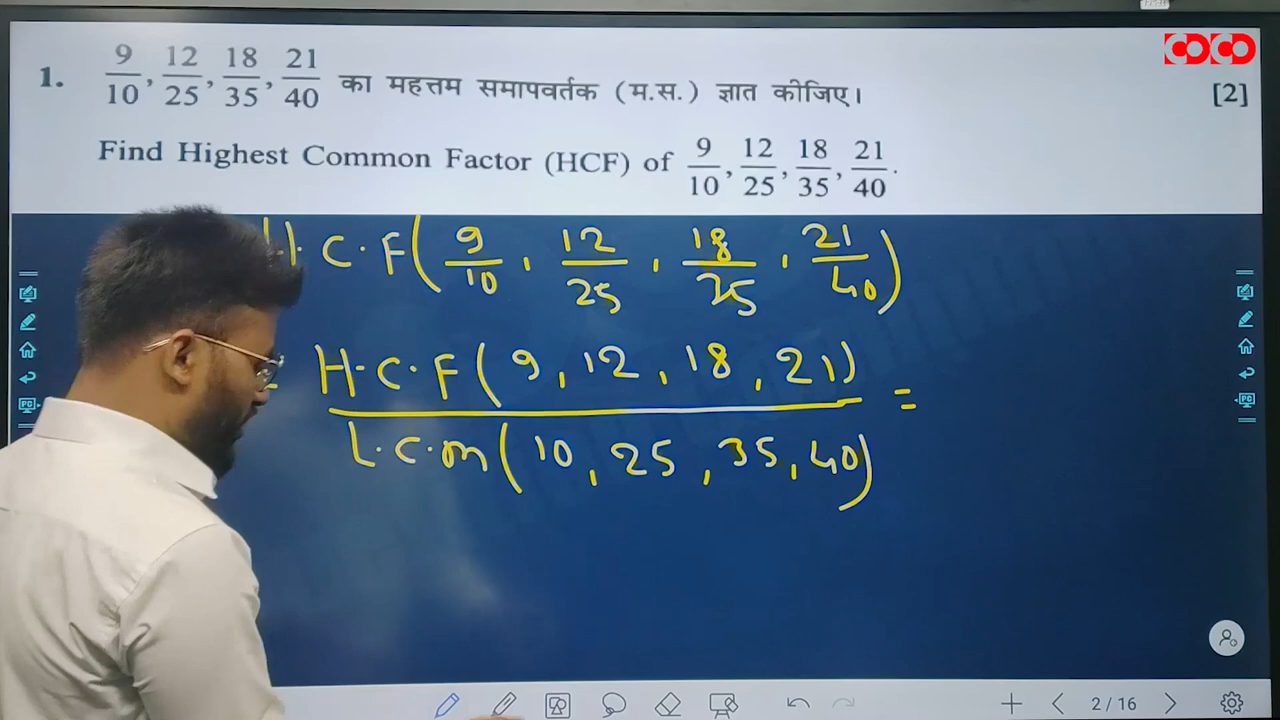 COCO
1. 9/10, 12/25, 18/35, 21/40 का महत्तम समापवर्तक (म.स.) ज्ञात कीजिए। [2]
Find Highest Common Factor (HCF) of 9/10, 12/25, 18/35, 21/40.
H.C.F(9/10, 12/25, 18/25, 21/40)
= H.C.F(9, 12, 18, 21) / L.C.m(10, 25, 35, 40) =
2/16